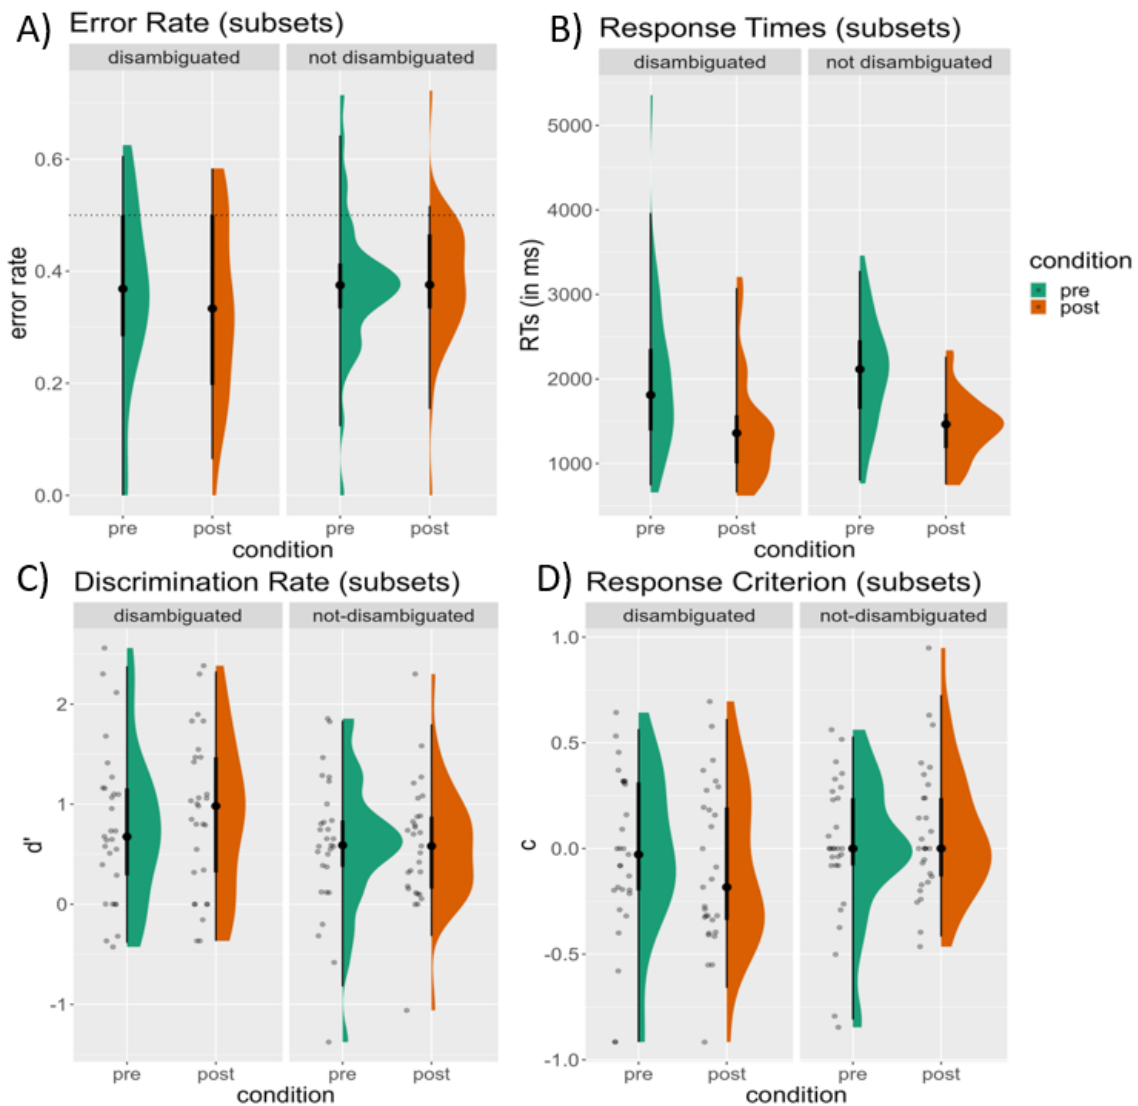 A) Error Rate (subsets)
disambiguated
not disambiguated
0.6
0.4
0.2
0.0
error rate
pre
post
pre
post
condition
B) Response Times (subsets)
disambiguated
not disambiguated
5000
4000
3000
2000
1000
RTs (in ms)
pre
post
pre
post
condition
condition
pre
post
C) Discrimination Rate (subsets)
disambiguated
not-disambiguated
2
1
0
-1
d'
pre
post
pre
post
condition
D) Response Criterion (subsets)
disambiguated
not-disambiguated
1.0
0.5
0.0
-0.5
-1.0
c
pre
post
pre
post
condition